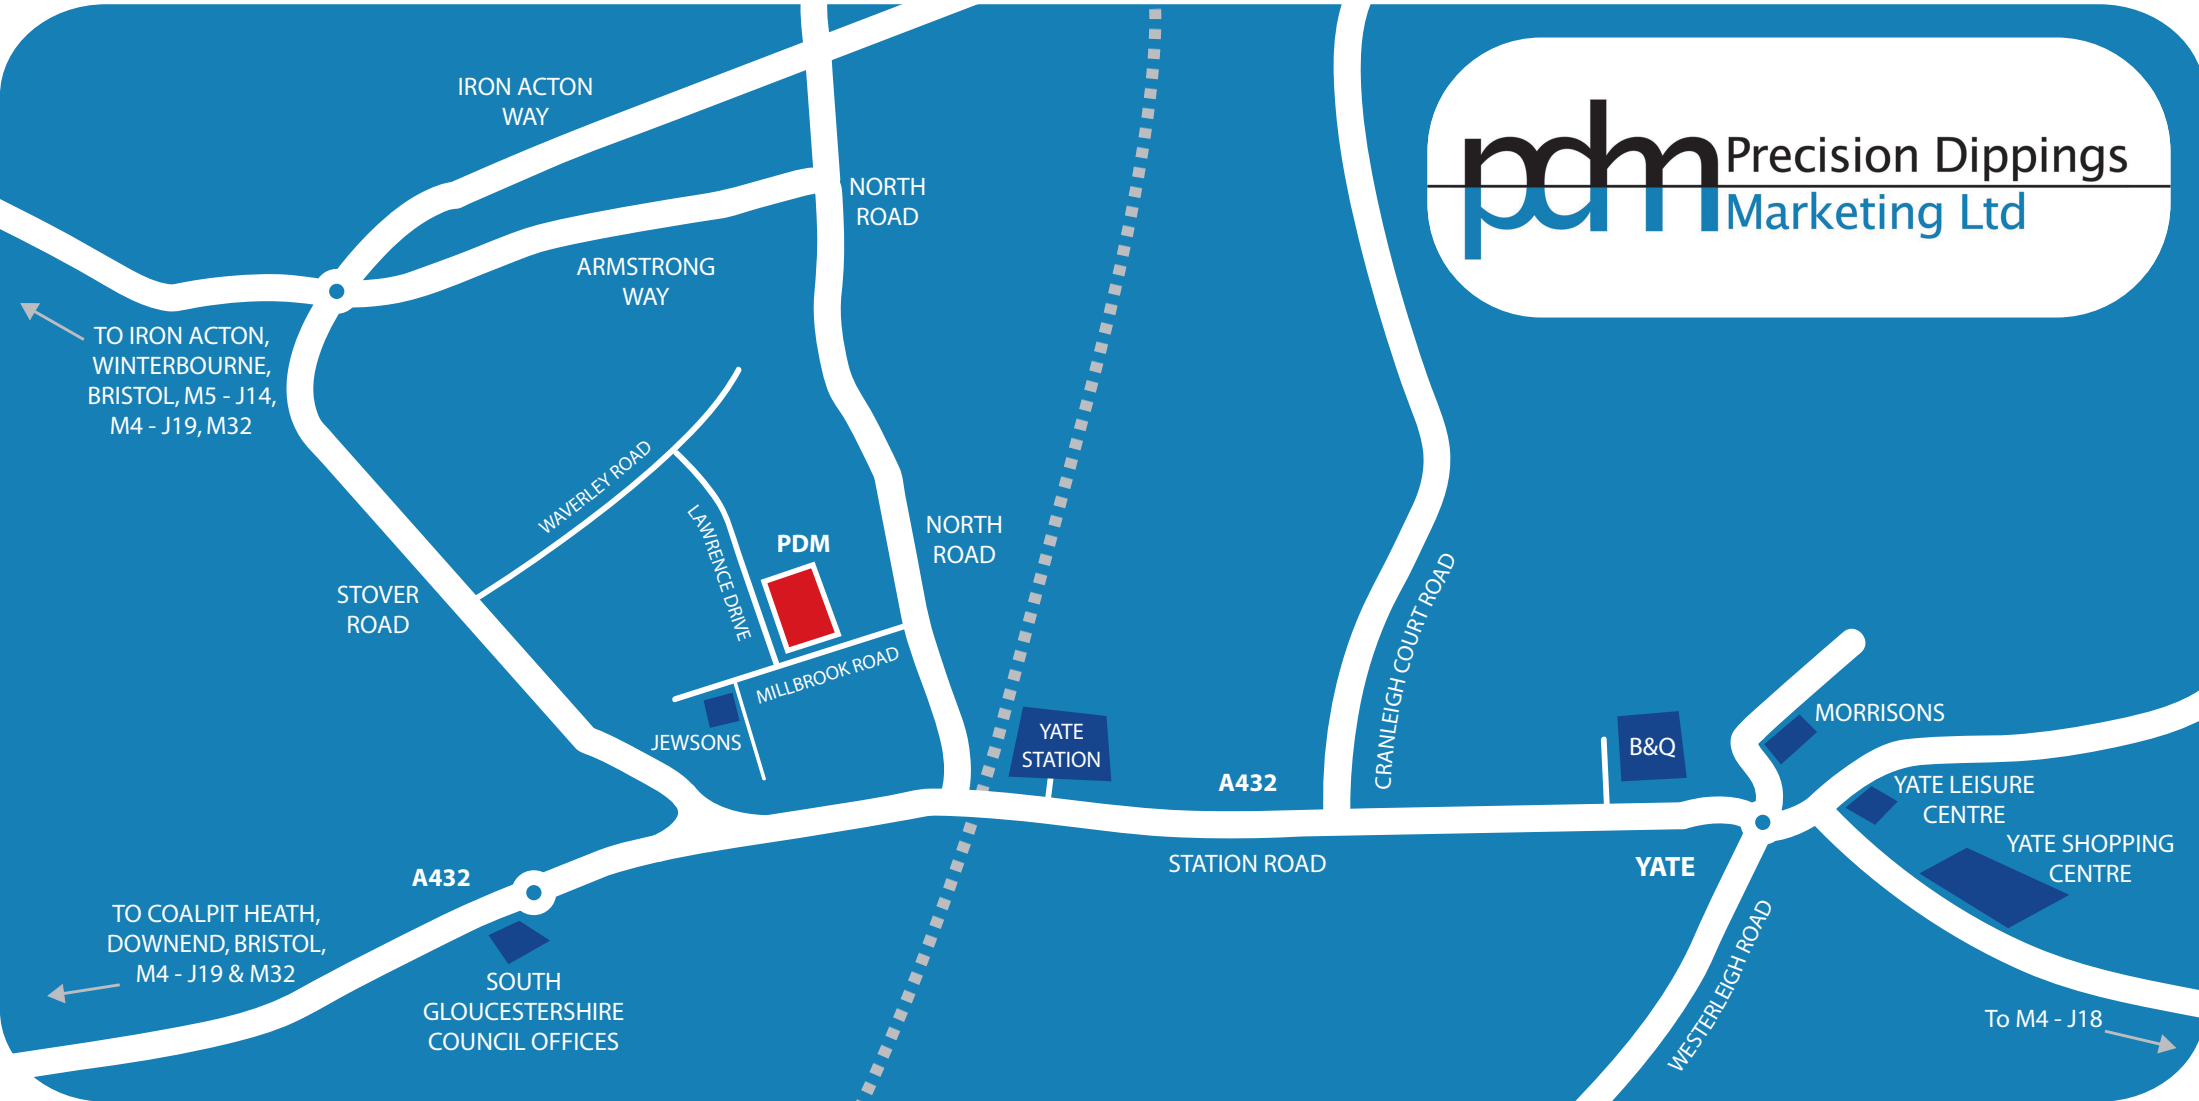 IRON ACTON
WAY
NORTH
ROAD
ARMSTRONG
WAY
pdm
Precision Dippings
Marketing Ltd
TO IRON ACTON,
WINTERBOURNE,
BRISTOL, M5 - J14,
M4 - J19, M32
WAVERLEY ROAD
LAWRENCE DRIVE
PDM
NORTH
ROAD
STOVER
ROAD
MILLBROOK ROAD
JEWSONS
YATE
STATION
CRANLEIGH COURT ROAD
A432
STATION ROAD
B&Q
MORRISONS
YATE LEISURE
CENTRE
YATE SHOPPING
CENTRE
YATE
WESTERLEIGH ROAD
To M4 - J18
A432
TO COALPIT HEATH,
DOWNEND, BRISTOL,
M4 - J19 & M32
SOUTH
GLOUCESTERSHIRE
COUNCIL OFFICES